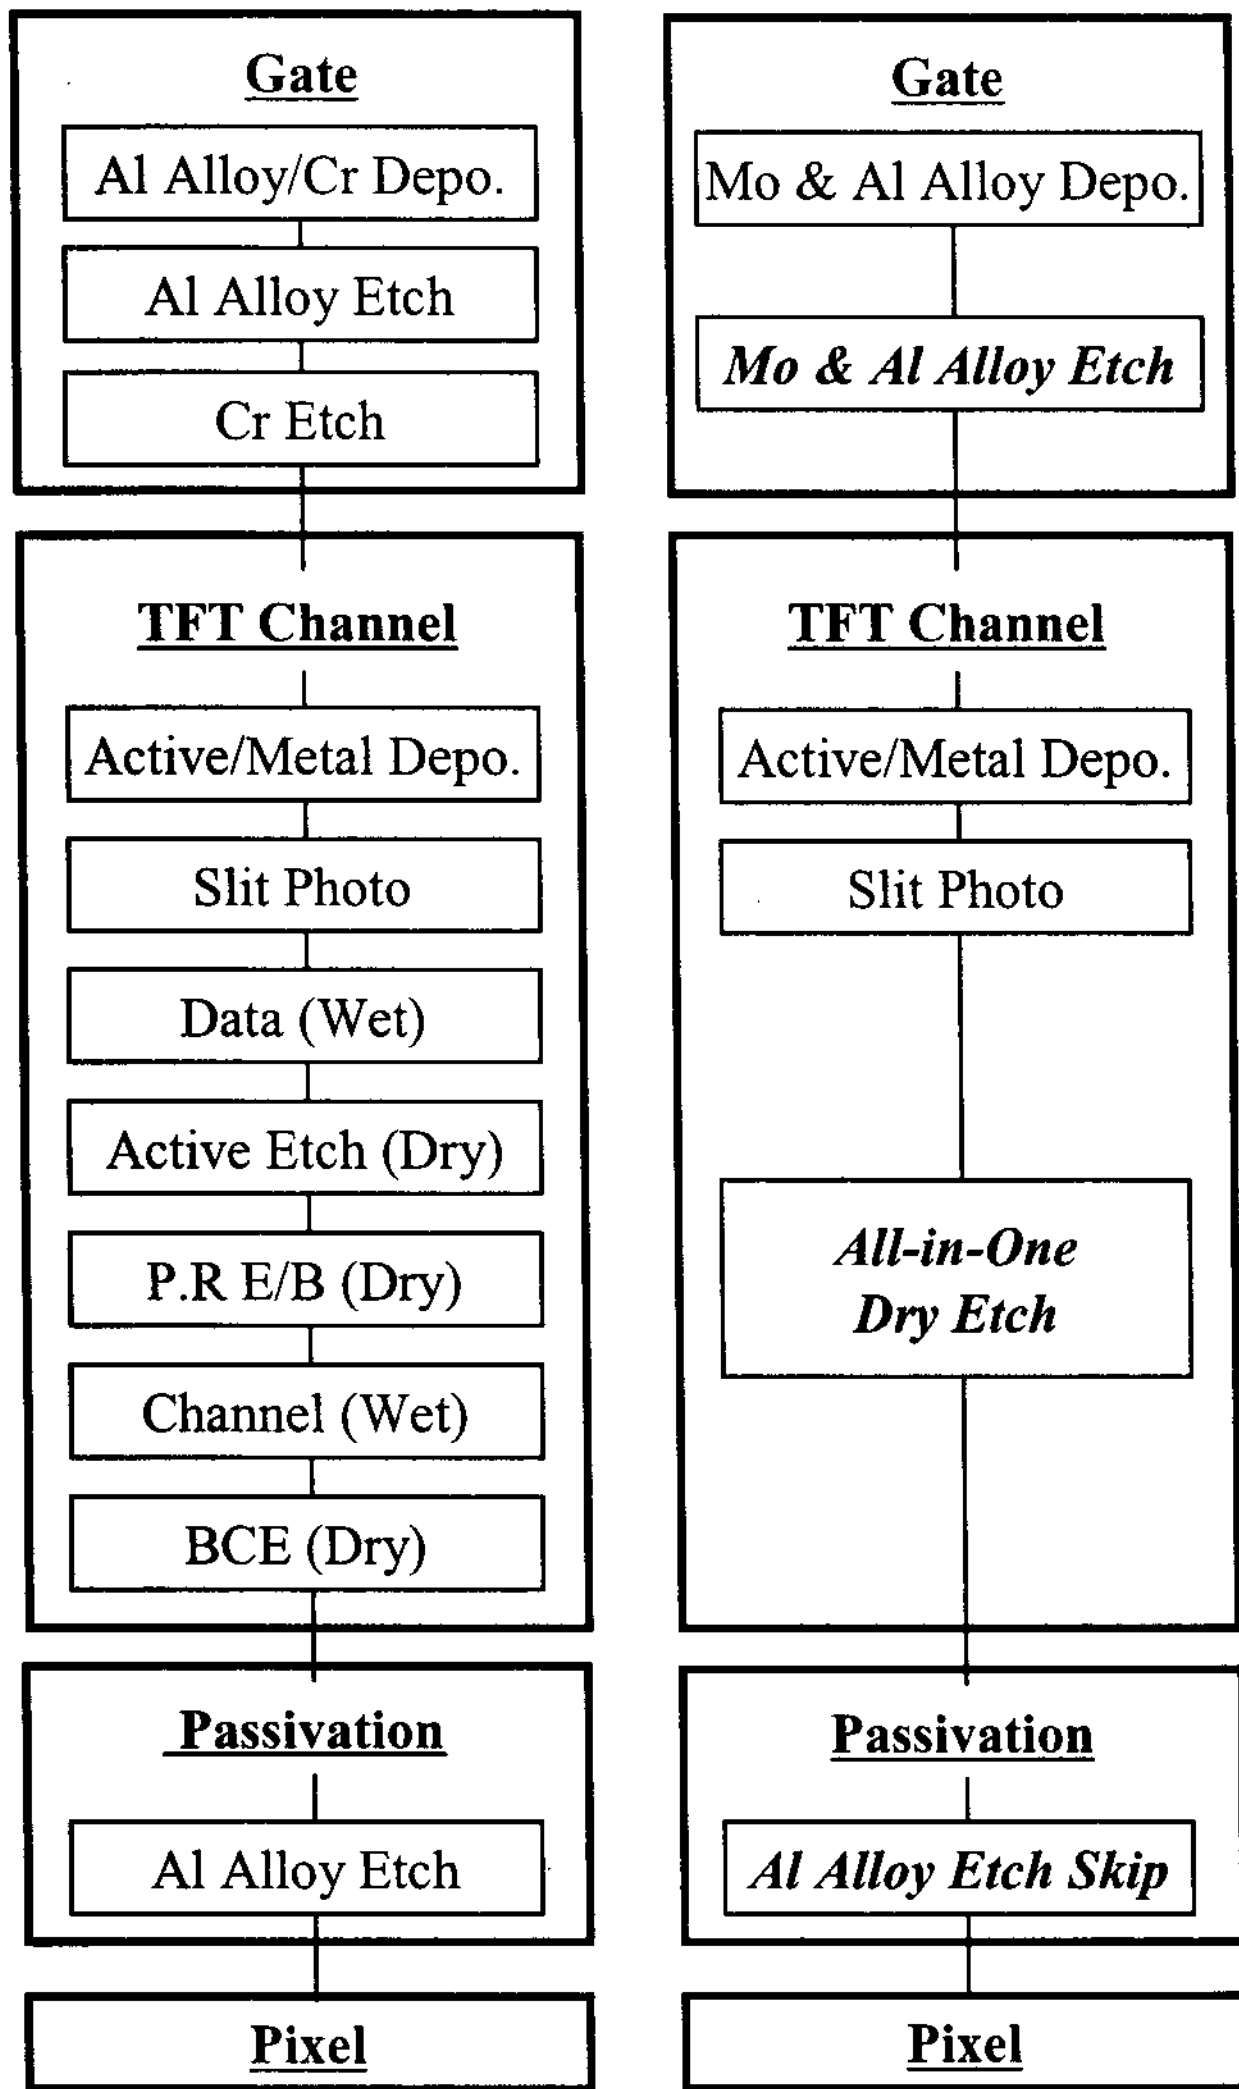 Gate
Al Alloy/Cr Depo.
Al Alloy Etch
Cr Etch
TFT Channel
Active/Metal Depo.
Slit Photo
Data (Wet)
Active Etch (Dry)
P.R E/B (Dry)
Channel (Wet)
BCE (Dry)
Passivation
Al Alloy Etch
Pixel
Gate
Mo & Al Alloy Depo.
Mo & Al Alloy Etch
TFT Channel
Active/Metal Depo.
Slit Photo
All-in-One
Dry Etch
Passivation
Al Alloy Etch Skip
Pixel